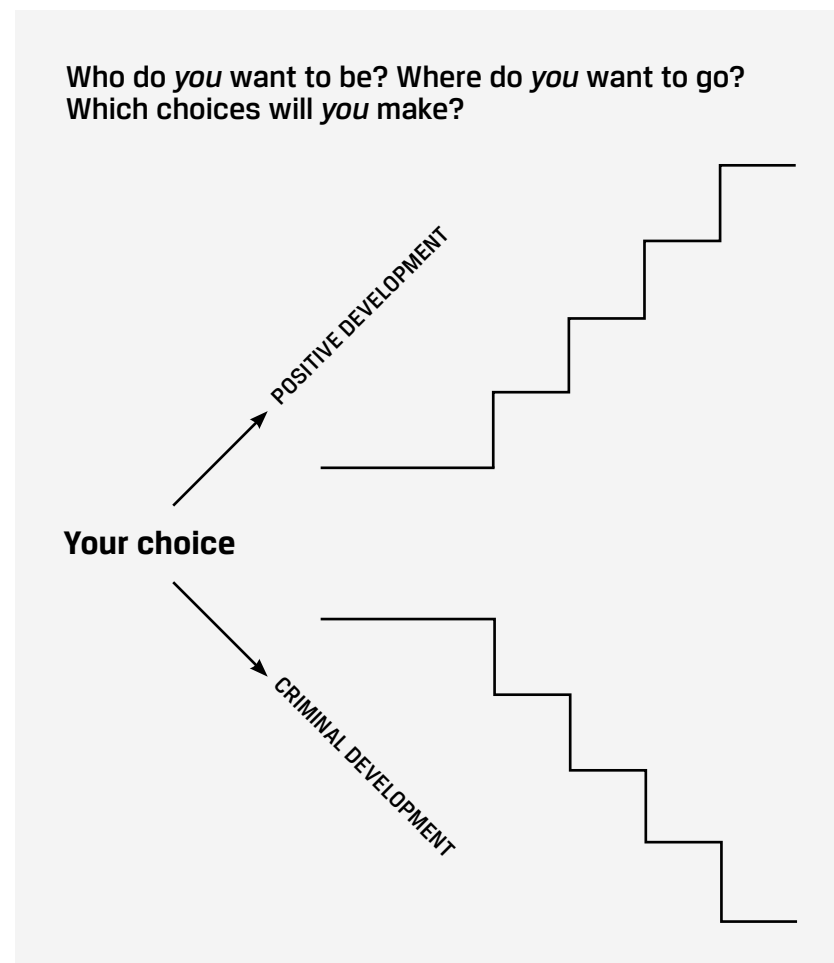 Who do you want to be? Where do you want to go?
Which choices will you make?
POSITIVE DEVELOPMENT
Your choice
CRIMINAL DEVELOPMENT